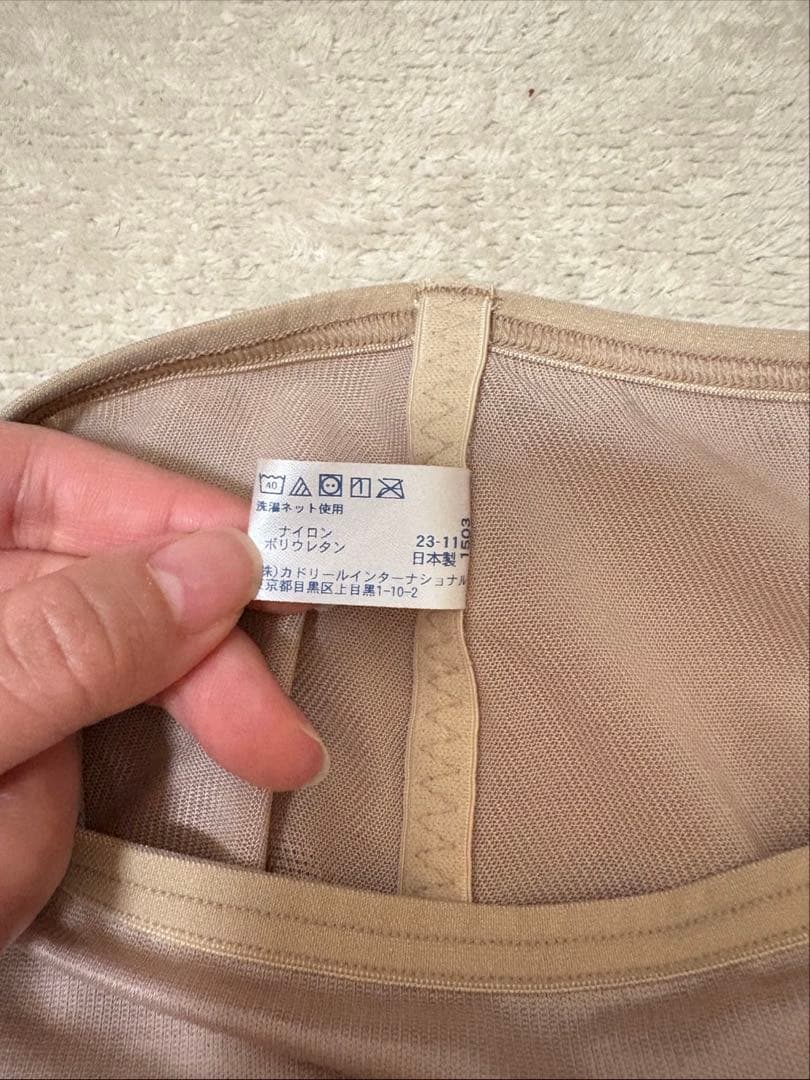 40
洗濯ネット使用
ナイロン
ポリウレタン
23-11
日本製
1503
株)カドリールインターナショナル
京都目黒区上目黒1-10-2